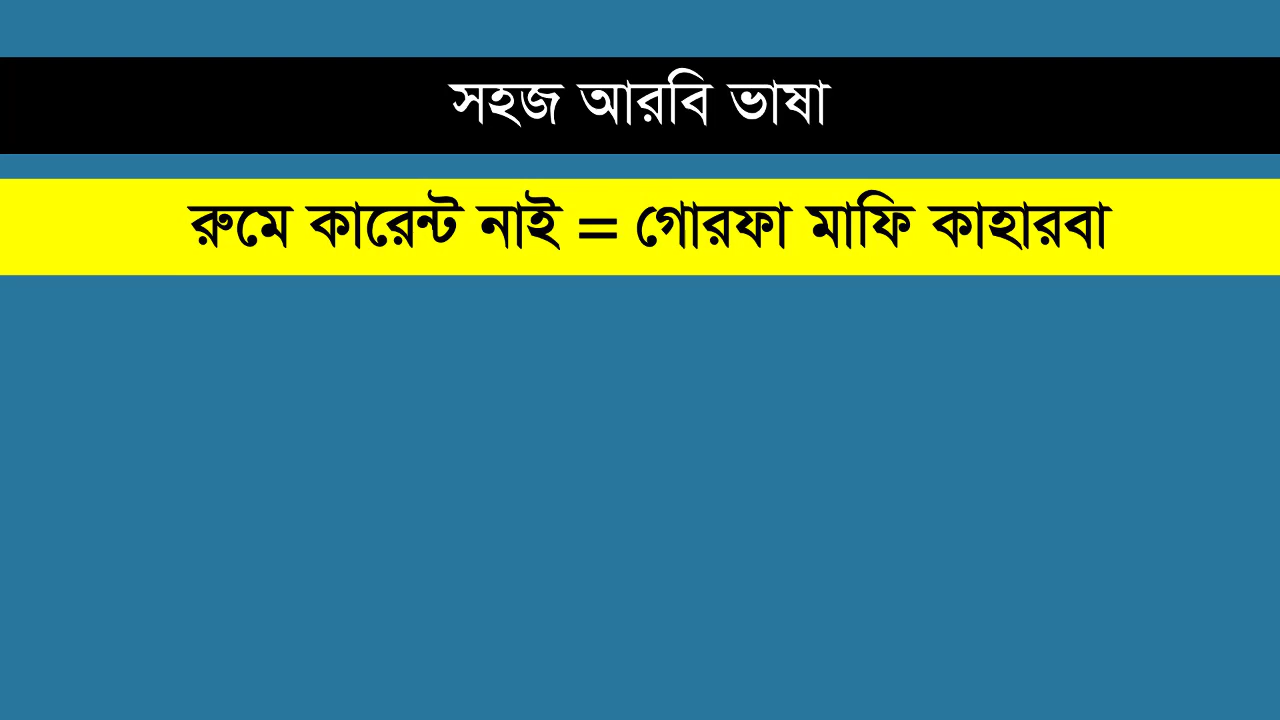 সহজ আরবি ভাষা
রুমে কারেন্ট নাই = গোরফা মাফি কাহারবা